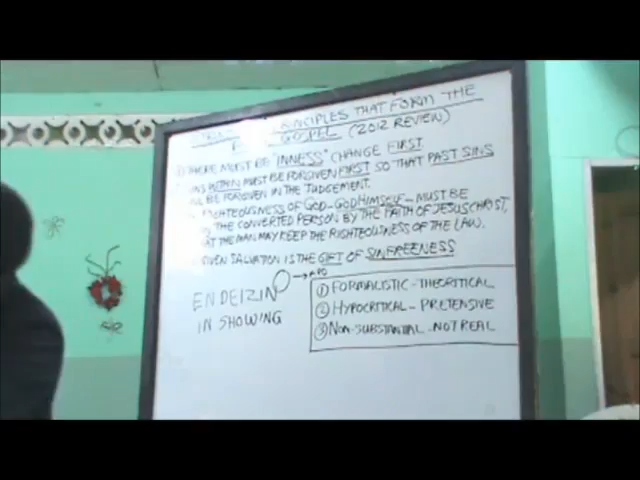 PRINCIPLES THAT FORM THE
GOSPEL (2012 REVIEW)
THERE MUST BE "INNESS" CHANGE FIRST
SINS WITHIN MUST BE FORGIVEN FIRST SO THAT PAST SINS
BE FORGIVEN IN THE JUDGEMENT.
RIGHTEOUSNESS OF GOD-GOD HIMSELF-MUST BE
THE CONVERTED PERSON BY THE FAITH OF JESUS CHRIST,
THE MAN MAY KEEP THE RIGHTEOUSNESS OF THE LAW.
GIVEN SALVATION IS THE GIFT OF SINFREENESS
ENDEIZIN
IN SHOWING
① FORMALISTIC-THEORITICAL
② HYPOCRITICAL-PRETENSIVE
③ NON-SUBSTANTIAL-NOT REAL